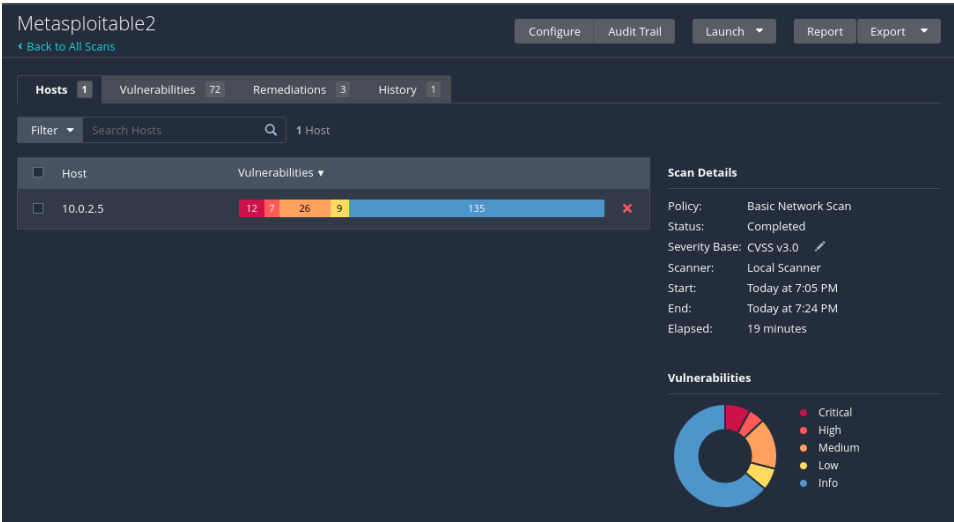 Metasploitable2
Back to All Scans
Configure Audit Trail Launch Report Export
Hosts 1 Vulnerabilities 72 Remediations 3 History 1
Filter Search Hosts 1 Host
Host Vulnerabilities
10.0.2.5 12 7 26 9 135
Scan Details
Policy: Basic Network Scan
Status: Completed
Severity Base: CVSS v3.0
Scanner: Local Scanner
Start: Today at 7:05 PM
End: Today at 7:24 PM
Elapsed: 19 minutes
Vulnerabilities
Critical
High
Medium
Low
Info